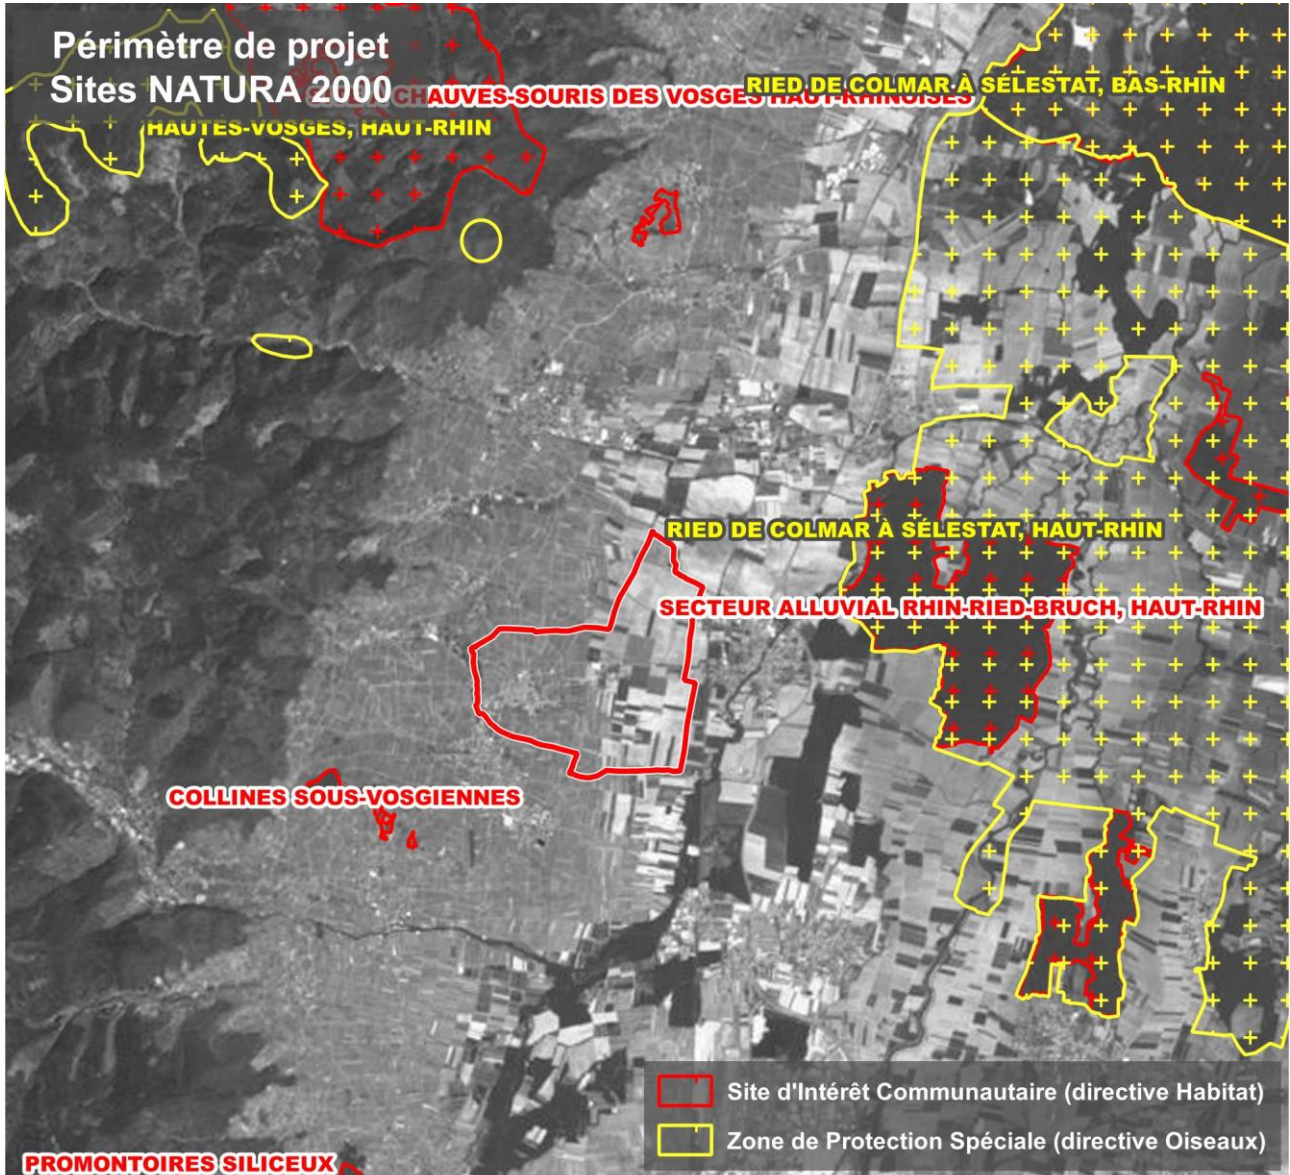 Périmètre de projet
Sites NATURA 2000
CHAUVES-SOURIS DES VOSGES HAUT-RHINOISES
RIED DE COLMAR À SÉLESTAT, BAS-RHIN
HAUTES-VOSGES, HAUT-RHIN
RIED DE COLMAR À SÉLESTAT, HAUT-RHIN
SECTEUR ALLUVIAL RHIN-RIED-BRUCH, HAUT-RHIN
COLLINES SOUS-VOSGIENNES
Site d'Intérêt Communautaire (directive Habitat)
Zone de Protection Spéciale (directive Oiseaux)
PROMONTOIRES SILICEUX